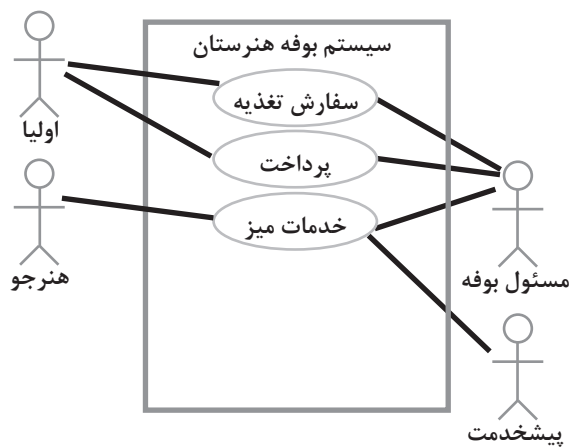 سیستم بوفه هنرستان
سفارش تغذیه
اولیا
پرداخت
خدمات میز
هنرجو
مسئول بوفه
پیشخدمت